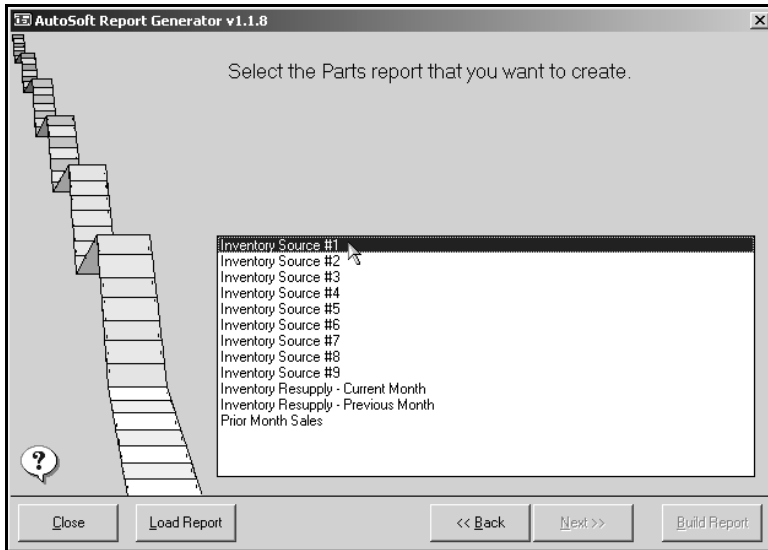 AutoSoft Report Generator v1.1.8
Select the Parts report that you want to create.
Inventory Source #1
Inventory Source #2
Inventory Source #3
Inventory Source #4
Inventory Source #5
Inventory Source #6
Inventory Source #7
Inventory Source #8
Inventory Source #9
Inventory Resupply - Current Month
Inventory Resupply - Previous Month
Prior Month Sales
?
Close Load Report << Back Next >> Build Report